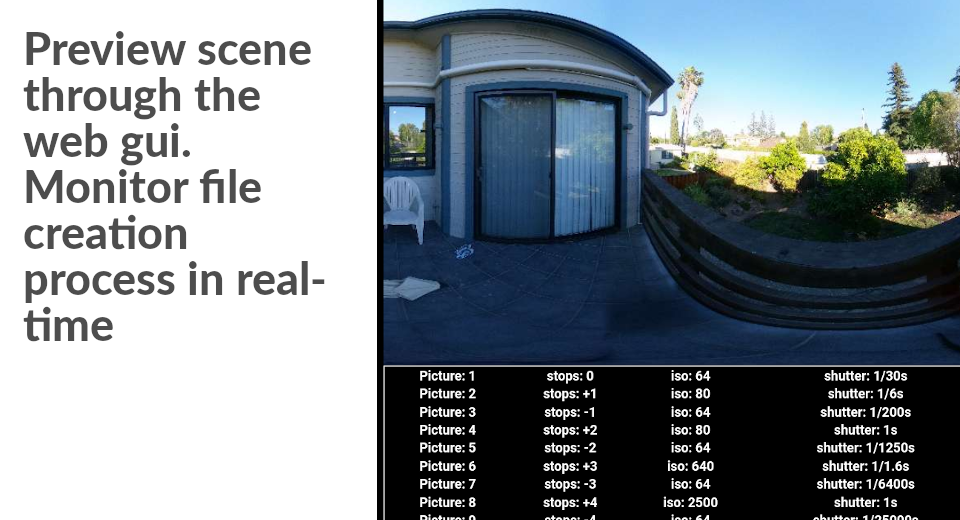 Preview scene
through the
web gui.
Monitor file
creation
process in real-
time
Picture: 1 stops: 0 iso: 64 shutter: 1/30s
Picture: 2 stops: +1 iso: 80 shutter: 1/6s
Picture: 3 stops: -1 iso: 64 shutter: 1/200s
Picture: 4 stops: +2 iso: 80 shutter: 1s
Picture: 5 stops: -2 iso: 64 shutter: 1/1250s
Picture: 6 stops: +3 iso: 640 shutter: 1/1.6s
Picture: 7 stops: -3 iso: 64 shutter: 1/6400s
Picture: 8 stops: +4 iso: 2500 shutter: 1s
Picture: 9 stops: -4 iso: 64 shutter: 1/25000s